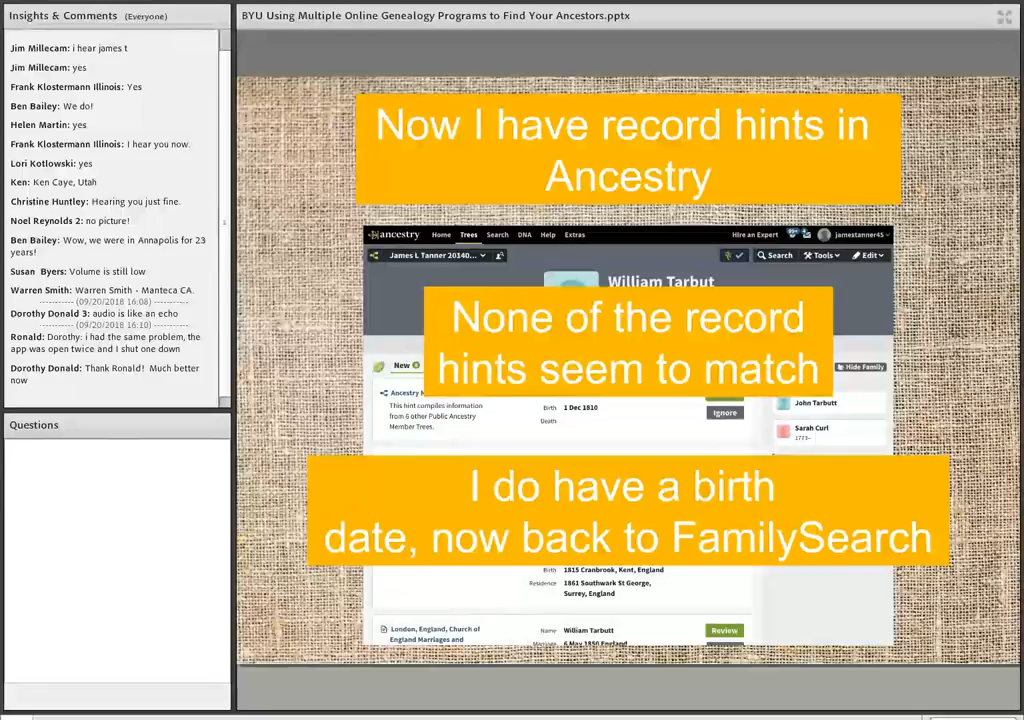 Insights & Comments (Everyone)
Jim Millecam: i hear james t
Jim Millecam: yes
Frank Klostermann Illinois: Yes
Ben Bailey: We do!
Helen Martin: yes
Frank Klostermann Illinois: I hear you now.
Lori Kotlowski: yes
Ken: Ken Caye, Utah
Christine Huntley: Hearing you just fine.
Noel Reynolds 2: no picture!
Ben Bailey: Wow, we were in Annapolis for 23
years!
Susan Byers: Volume is still low
Warren Smith: Warren Smith - Manteca CA.
---------- (09/20/2018 16:08) ----------
Dorothy Donald 3: audio is like an echo
---------- (09/20/2018 16:10) ----------
Ronald: Dorothy: i had the same problem, the
app was open twice and I shut one down
Dorothy Donald: Thank Ronald! Much better
now
Questions
BYU Using Multiple Online Genealogy Programs to Find Your Ancestors.pptx
Now I have record hints in
Ancestry
ancestry Home Trees Search DNA Help Extras Hire an Expert 99+ jamestanner45
James L Tanner 20140... Search Tools Edit
William Tarbut
None of the record
hints seem to match
New
Hide Family
Ancestry
This hint compiles information
from 6 other Public Ancestry
Member Trees.
Birth 1 Dec 1810
Death
Ignore
John Tarbutt
Sarah Curl
1773–
I do have a birth
date, now back to FamilySearch
Birth 1815 Cranbrook, Kent, England
Residence 1861 Southwark St George,
Surrey, England
London, England, Church of
England Marriages and
Name William Tarbutt
Marriage 6 May 1850 England
Review